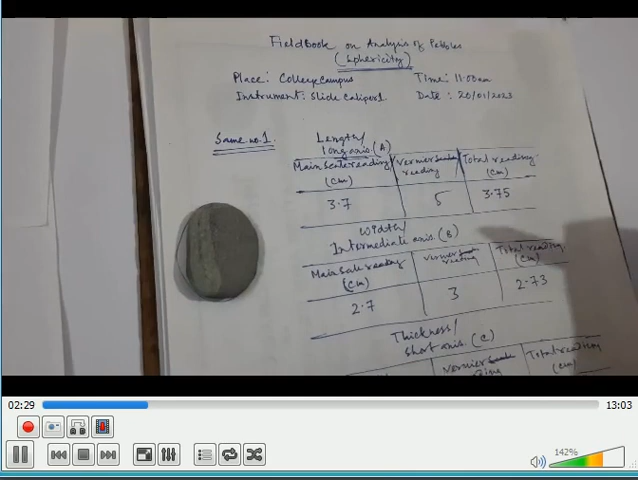 FieldBook on Analysis of Pebbles
(Sphericity)
Place: College Campus Time: 11.00am
Instrument: Slide Caliper1. Date: 20/01/2023
Same.no.1. Length/
long axis. (A)
Main Scale reading (Cm) Vernier reading Total reading (cm)
3.7 5 3.75
Width/
Intermediate axis. (B)
Main Scale reading (Cm) Vernier reading Total reading (Cm)
2.7 3 2.73
Thickness/
Short axis. (C)
Vernier Total reading
(cm)
02:29 13:03
142%